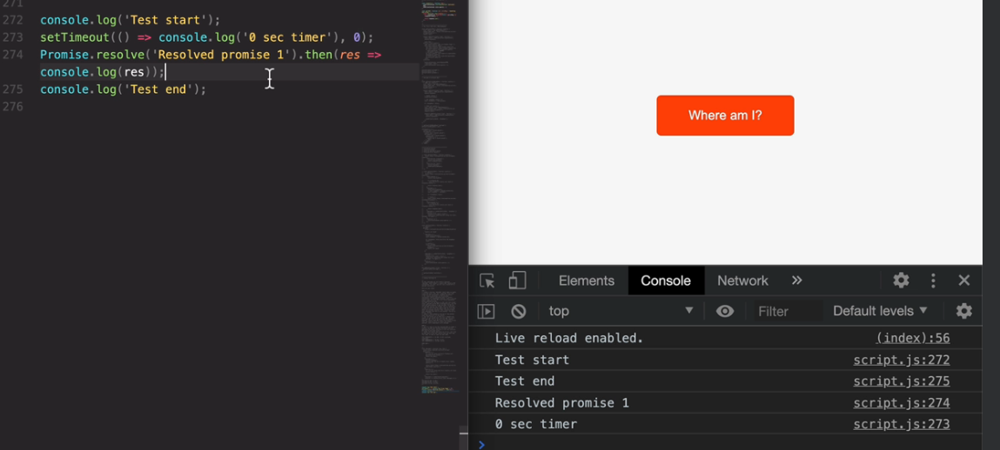 271
272 console.log('Test start');
273 setTimeout(() => console.log('0 sec timer'), 0);
274 Promise.resolve('Resolved promise 1').then(res =>
console.log(res));
275 console.log('Test end');
276
Where am I?
Elements Console Network »
top Filter Default levels
Live reload enabled. (index):56
Test start script.js:272
Test end script.js:275
Resolved promise 1 script.js:274
0 sec timer script.js:273